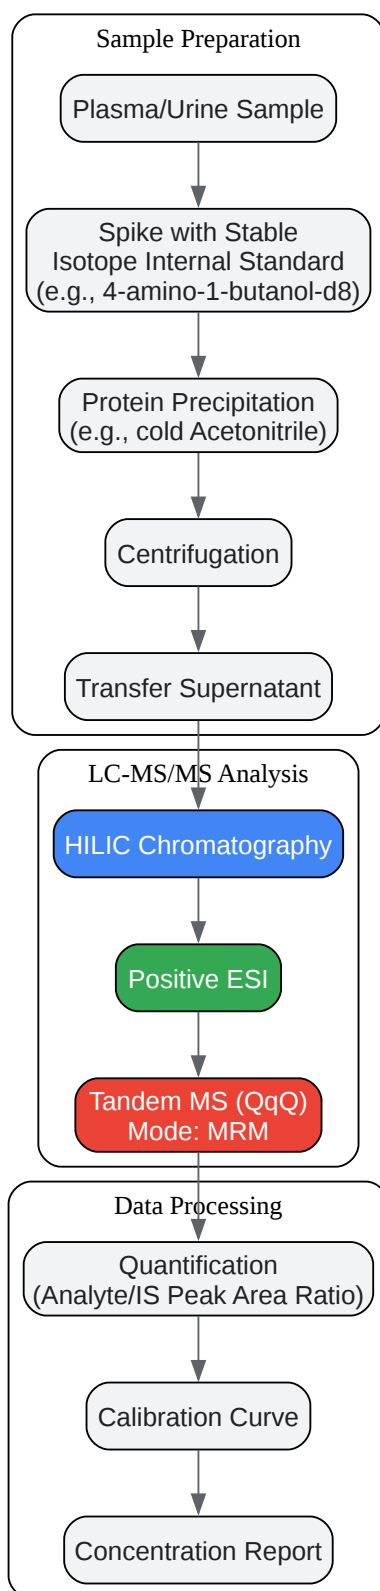 Sample Preparation
Plasma/Urine Sample
Spike with Stable
Isotope Internal Standard
(e.g., 4-amino-1-butanol-d8)
Protein Precipitation
(e.g., cold Acetonitrile)
Centrifugation
Transfer Supernatant
LC-MS/MS Analysis
HILIC Chromatography
Positive ESI
Tandem MS (QqQ)
Mode: MRM
Data Processing
Quantification
(Analyte/IS Peak Area Ratio)
Calibration Curve
Concentration Report